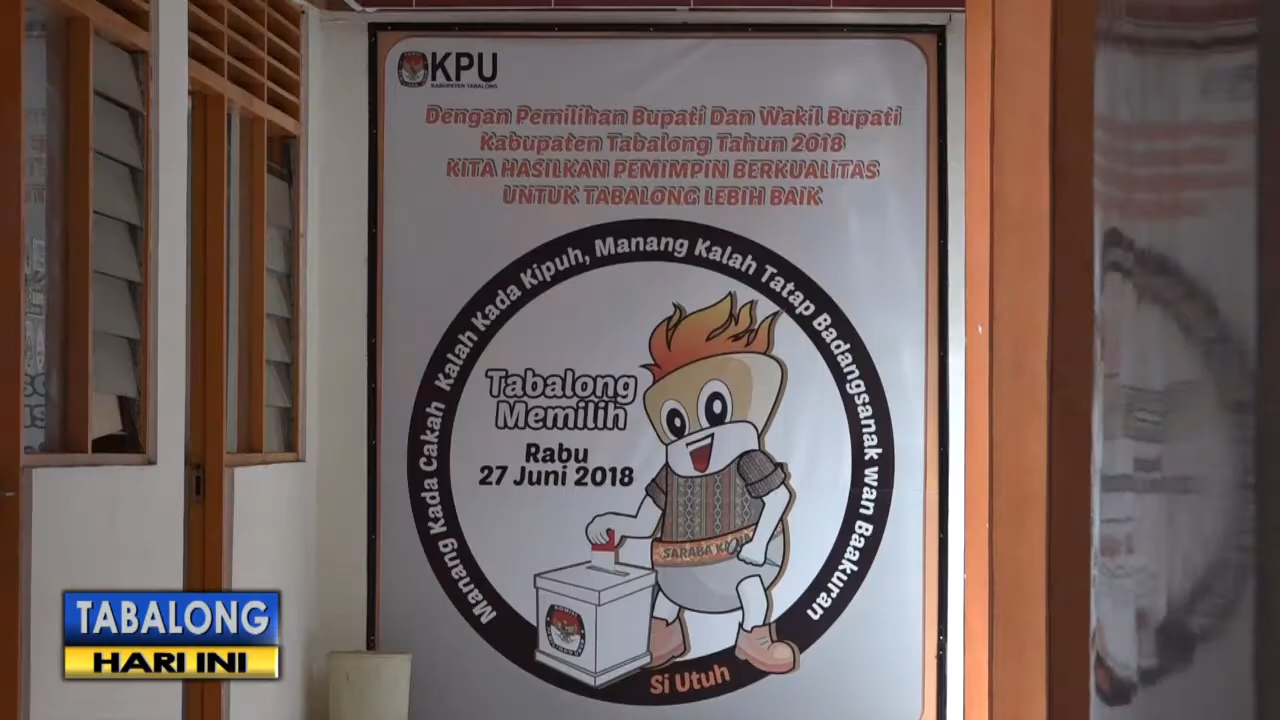 KPU
KABUPATEN TABALONG
Dengan Pemilihan Bupati Dan Wakil Bupati
Kabupaten Tabalong Tahun 2018
KITA HASILKAN PEMIMPIN BERKUALITAS
UNTUK TABALONG LEBIH BAIK
Manang Kada Cakah Kalah Kada Kipuh, Manang Kalah Tatap Badangsanak wan Baakuran
Tabalong
Memilih
Rabu
27 Juni 2018
SARABA
Si Utuh
TABALONG
HARI INI